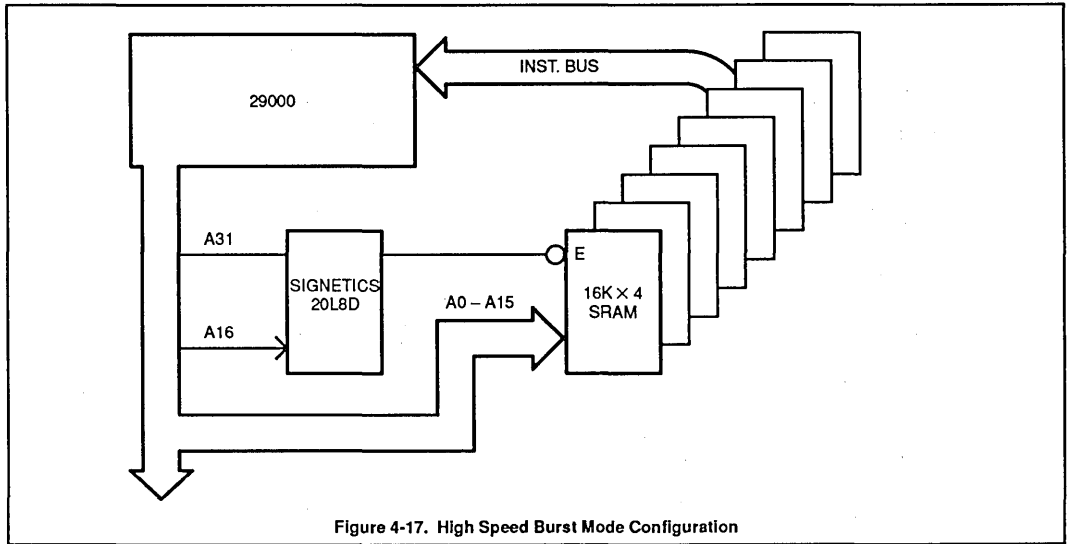 INST. BUS
29000
A31
E
SIGNETICS
20L8D
16K × 4
SRAM
A0 – A15
A16
Figure 4-17. High Speed Burst Mode Configuration